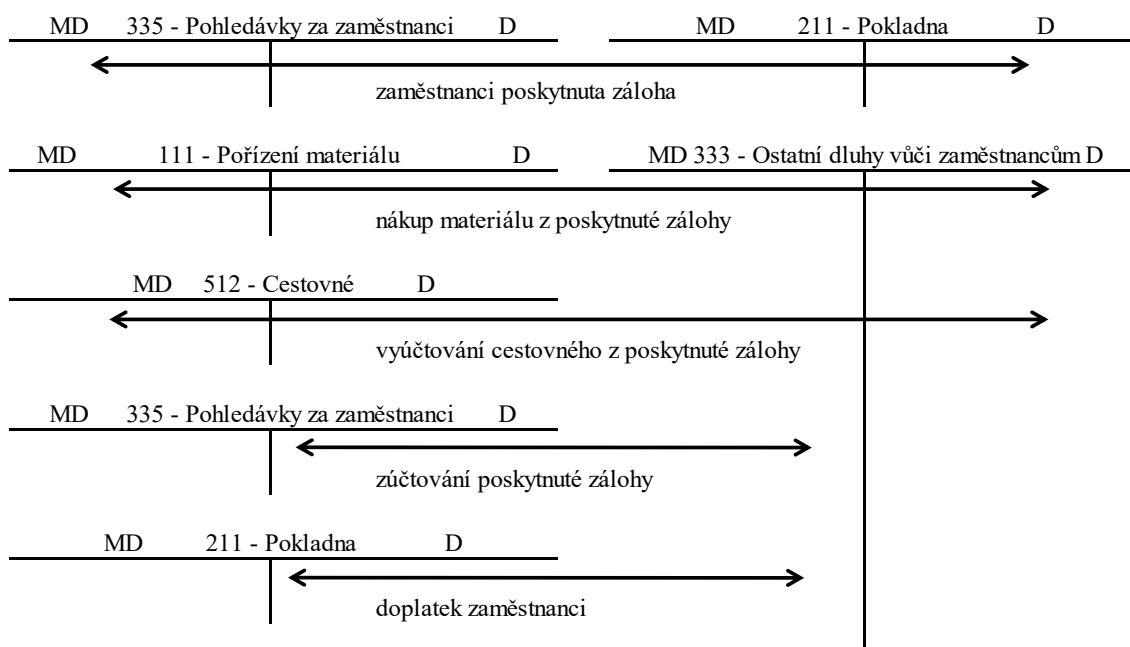 MD 335 - Pohledávky za zaměstnanci D MD 211 - Pokladna D
zaměstnanci poskytnuta záloha
MD 111 - Pořízení materiálu D MD 333 - Ostatní dluhy vůči zaměstnancům D
nákup materiálu z poskytnuté zálohy
MD 512 - Cestovné D
vyúčtování cestovného z poskytnuté zálohy
MD 335 - Pohledávky za zaměstnanci D
zúčtování poskytnuté zálohy
MD 211 - Pokladna D
doplatek zaměstnanci